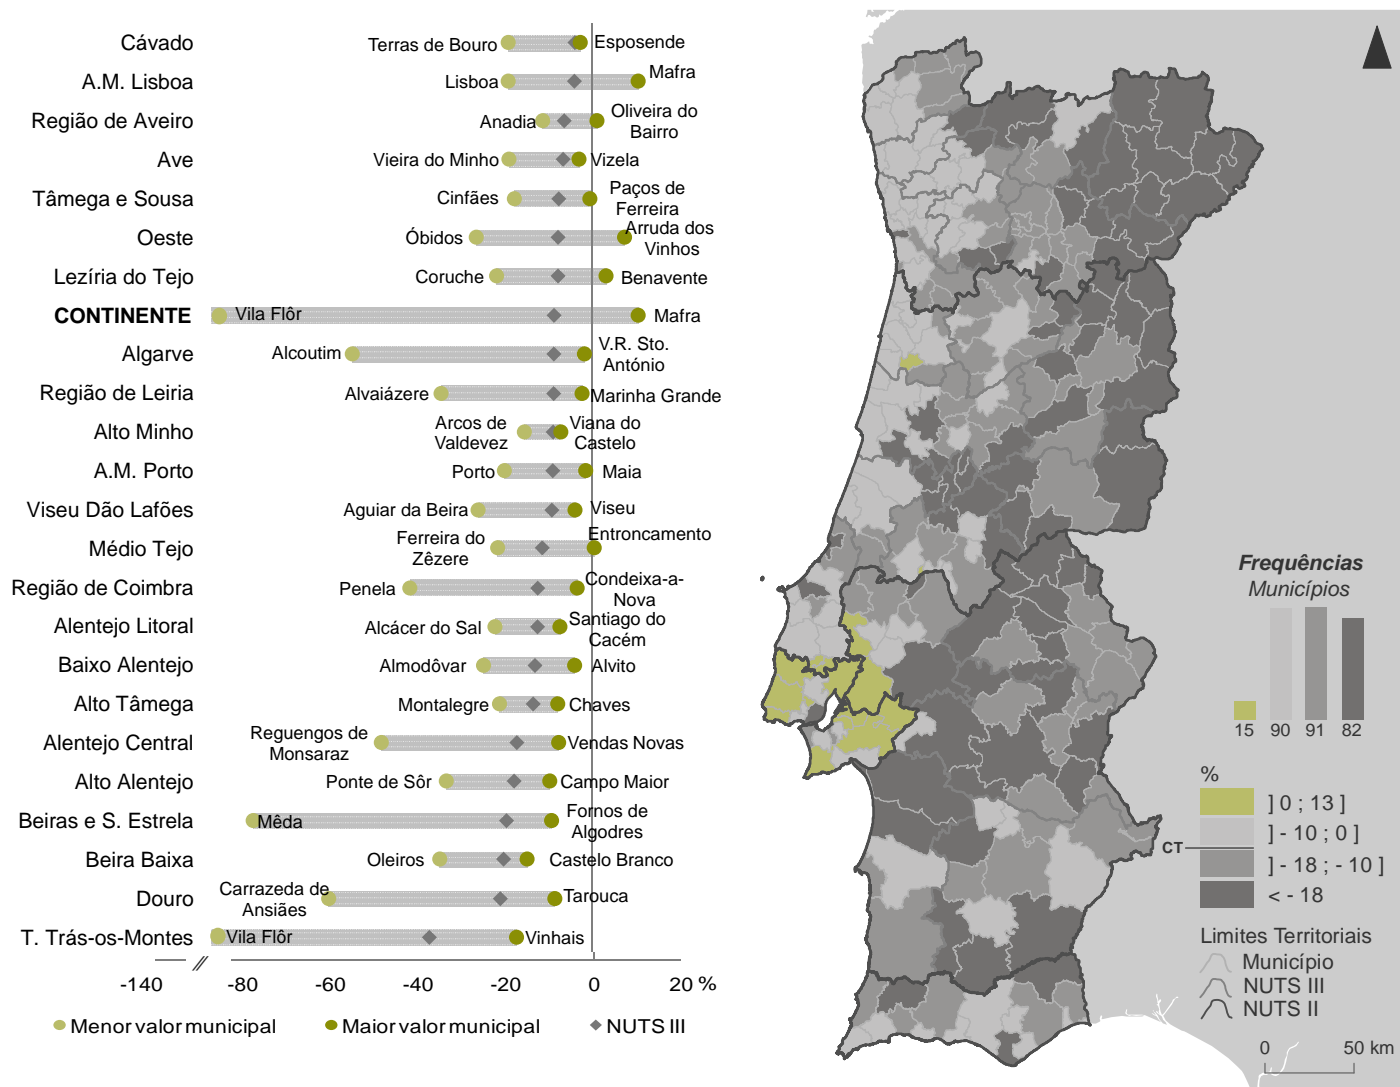 Cávado
Terras de Bouro
Esposende
A.M. Lisboa
Lisboa
Mafra
Região de Aveiro
Anadia
Oliveira do
Bairro
Ave
Vieira do Minho
Vizela
Tâmega e Sousa
Cinfães
Paços de
Ferreira
Oeste
Óbidos
Arruda dos
Vinhos
Lezíria do Tejo
Coruche
Benavente
CONTINENTE
Vila Flôr
Mafra
Algarve
Alcoutim
V.R. Sto.
António
Região de Leiria
Alvaiázere
Marinha Grande
Alto Minho
Arcos de
Valdevez
Viana do
Castelo
A.M. Porto
Porto
Maia
Viseu Dão Lafões
Aguiar da Beira
Viseu
Médio Tejo
Ferreira do
Zêzere
Entroncamento
Região de Coimbra
Penela
Condeixa-a-
Nova
Alentejo Litoral
Alcácer do Sal
Santiago do
Cacém
Baixo Alentejo
Almodôvar
Alvito
Alto Tâmega
Montalegre
Chaves
Alentejo Central
Reguengos de
Monsaraz
Vendas Novas
Alto Alentejo
Ponte de Sôr
Campo Maior
Beiras e S. Estrela
Mêda
Fornos de
Algodres
Beira Baixa
Oleiros
Castelo Branco
Douro
Carrazeda de
Ansiães
Tarouca
T. Trás-os-Montes
Vila Flôr
Vinhais
-140 -80 -60 -40 -20 0 20 %
Menor valor municipal Maior valor municipal NUTS III
Frequências
Municípios
15 90 91 82
%
] 0 ; 13 ]
] - 10 ; 0 ]
CT
] - 18 ; - 10 ]
< - 18
Limites Territoriais
Município
NUTS III
NUTS II
0 50 km